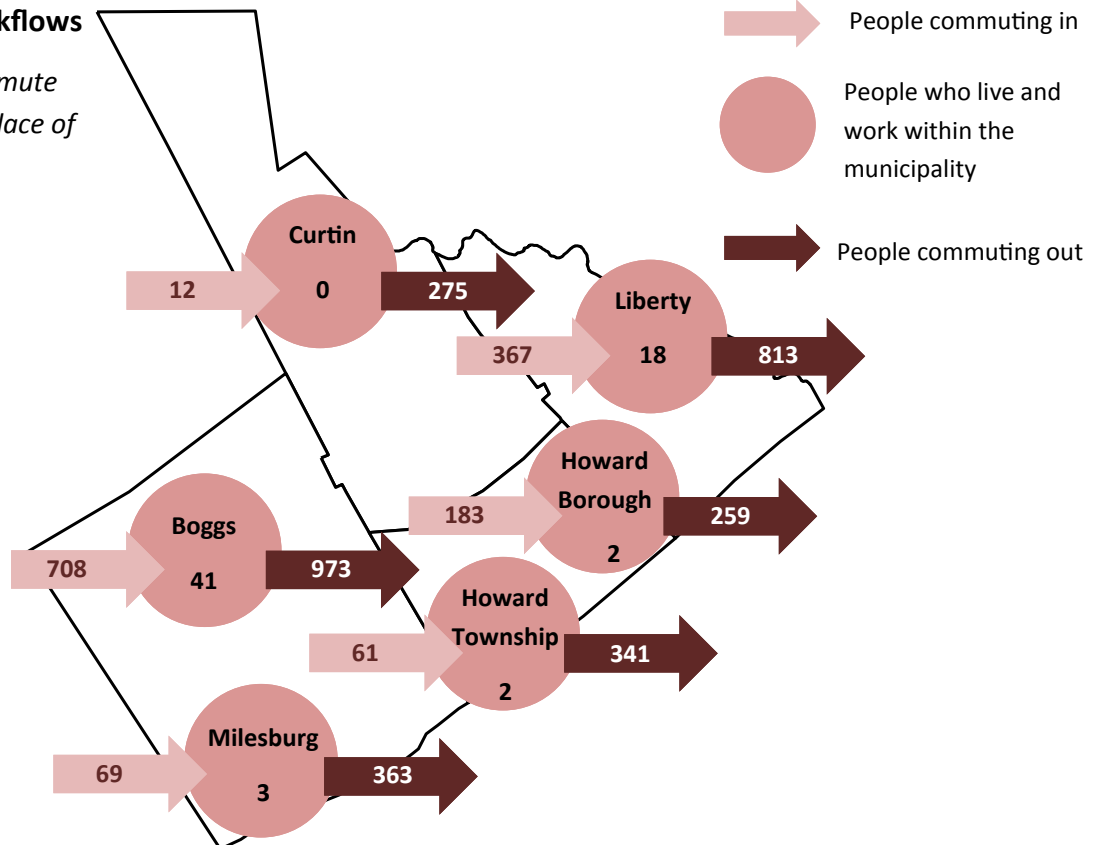 kflows
mute
lace of
People commuting in
People who live and
work within the
municipality
People commuting out
Curtin
12
0
275
Liberty
367
18
813
Howard
Borough
183
2
259
Boggs
708
41
973
Howard
Township
61
2
341
Milesburg
69
3
363